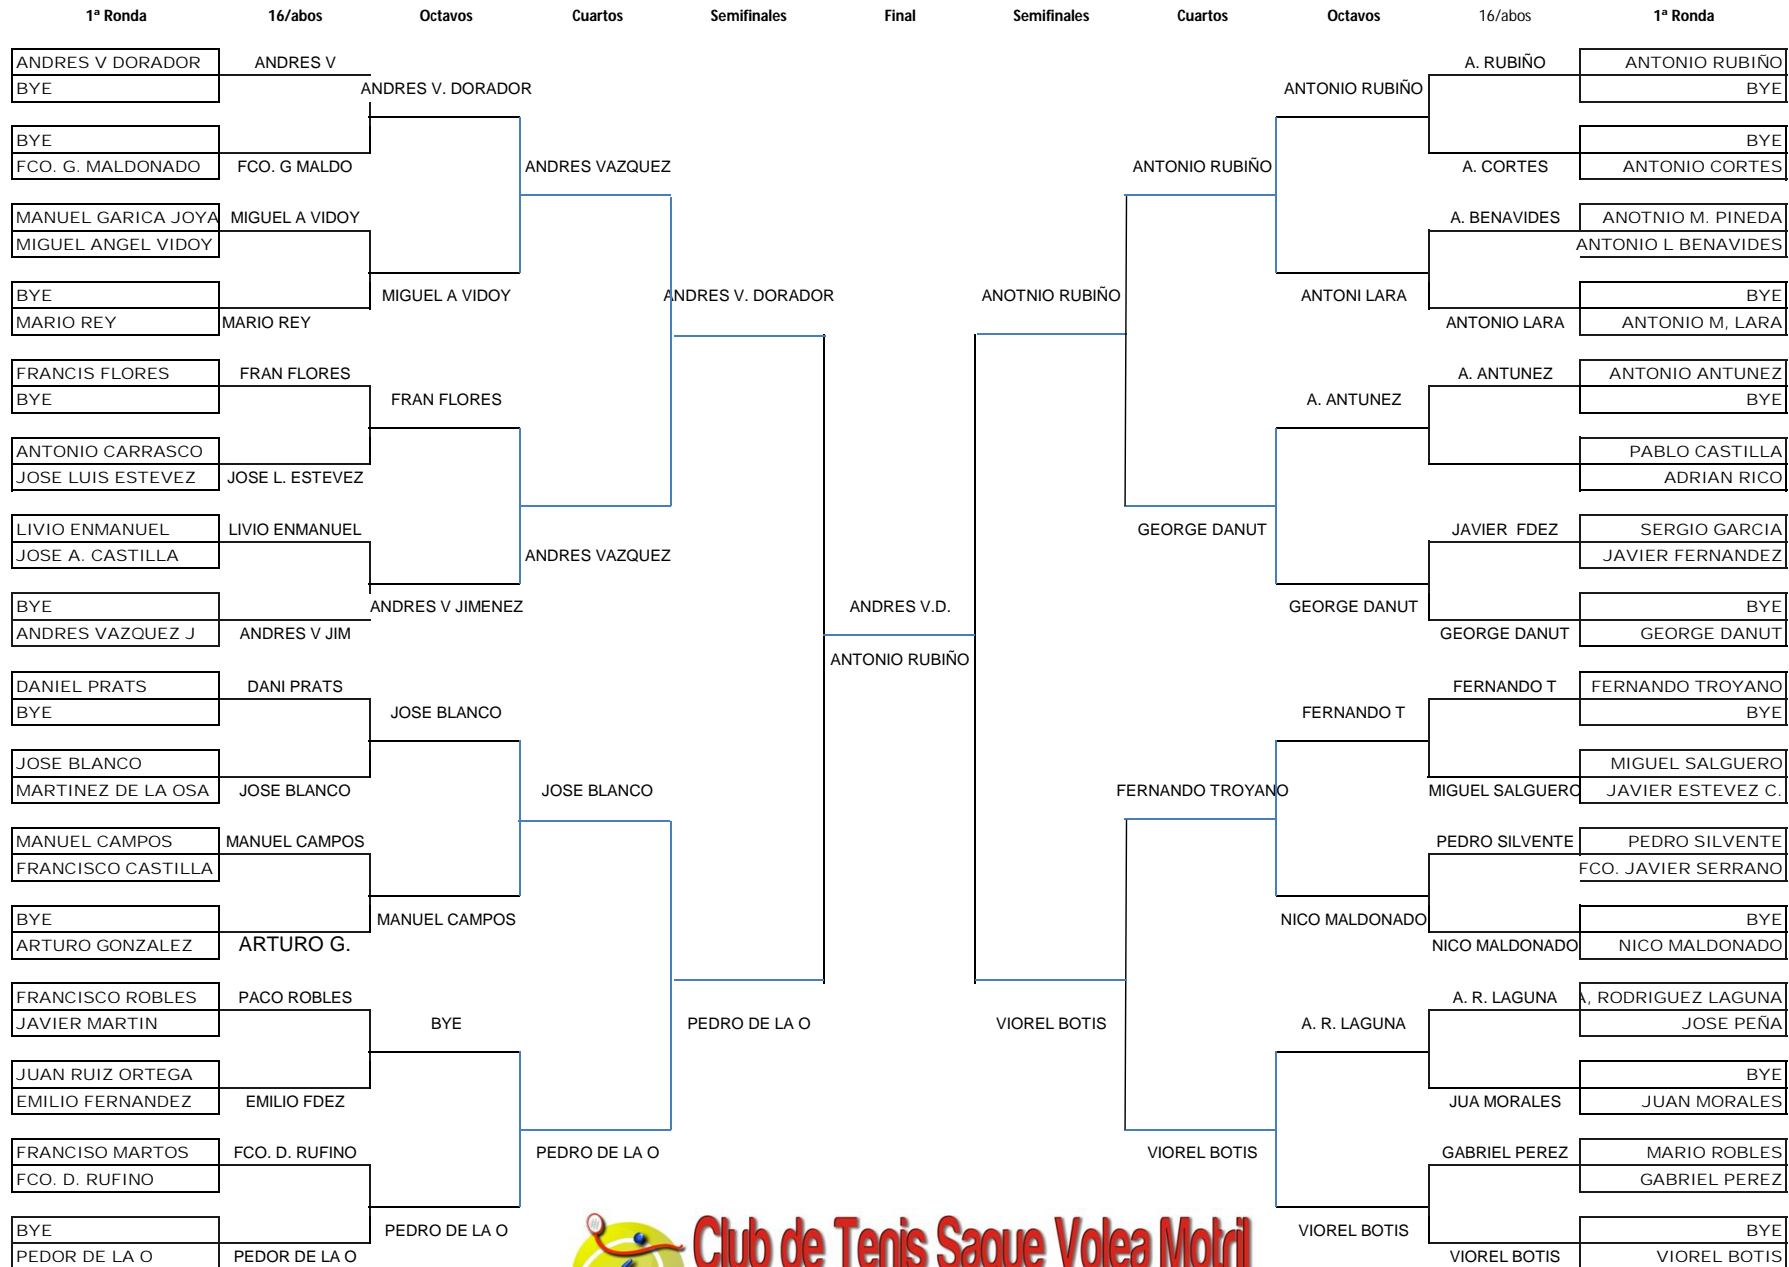 1ª Ronda 16/abos Octavos Cuartos Semifinales Final Semifinales Cuartos Octavos 16/abos 1ª Ronda
ANDRES V DORADOR ANDRES V A. RUBIÑO ANTONIO RUBIÑO
BYE ANDRES V. DORADOR ANTONIO RUBIÑO BYE
BYE BYE
FCO. G. MALDONADO FCO. G MALDO ANDRES VAZQUEZ ANTONIO RUBIÑO A. CORTES ANTONIO CORTES
MANUEL GARICA JOYA MIGUEL A VIDOY A. BENAVIDES ANOTNIO M. PINEDA
MIGUEL ANGEL VIDOY ANTONIO L BENAVIDES
BYE MIGUEL A VIDOY ANDRES V. DORADOR ANOTNIO RUBIÑO ANTONI LARA BYE
MARIO REY MARIO REY ANTONIO LARA ANTONIO M, LARA
FRANCIS FLORES FRAN FLORES A. ANTUNEZ ANTONIO ANTUNEZ
BYE FRAN FLORES A. ANTUNEZ BYE
ANTONIO CARRASCO PABLO CASTILLA
JOSE LUIS ESTEVEZ JOSE L. ESTEVEZ ADRIAN RICO
LIVIO ENMANUEL LIVIO ENMANUEL GEORGE DANUT JAVIER FDEZ SERGIO GARCIA
JOSE A. CASTILLA ANDRES VAZQUEZ JAVIER FERNANDEZ
BYE ANDRES V JIMENEZ ANDRES V.D. GEORGE DANUT BYE
ANDRES VAZQUEZ J ANDRES V JIM GEORGE DANUT GEORGE DANUT
ANTONIO RUBIÑO
DANIEL PRATS DANI PRATS FERNANDO T FERNANDO TROYANO
BYE JOSE BLANCO FERNANDO T BYE
JOSE BLANCO MIGUEL SALGUERO
MARTINEZ DE LA OSA JOSE BLANCO JOSE BLANCO FERNANDO TROYANO MIGUEL SALGUERO JAVIER ESTEVEZ C.
MANUEL CAMPOS MANUEL CAMPOS PEDRO SILVENTE PEDRO SILVENTE
FRANCISCO CASTILLA FCO. JAVIER SERRANO
BYE MANUEL CAMPOS NICO MALDONADO BYE
ARTURO GONZALEZ ARTURO G. NICO MALDONADO NICO MALDONADO
FRANCISCO ROBLES PACO ROBLES A. R. LAGUNA , RODRIGUEZ LAGUNA
JAVIER MARTIN BYE PEDRO DE LA O VIOREL BOTIS A. R. LAGUNA JOSE PEÑA
JUAN RUIZ ORTEGA BYE
EMILIO FERNANDEZ EMILIO FDEZ JUA MORALES JUAN MORALES
FRANCISO MARTOS FCO. D. RUFINO PEDRO DE LA O VIOREL BOTIS GABRIEL PEREZ MARIO ROBLES
FCO. D. RUFINO GABRIEL PEREZ
BYE PEDRO DE LA O Club de Tenis Saque Volea Motril VIOREL BOTIS BYE
PEDOR DE LA O PEDOR DE LA O VIOREL BOTIS VIOREL BOTIS